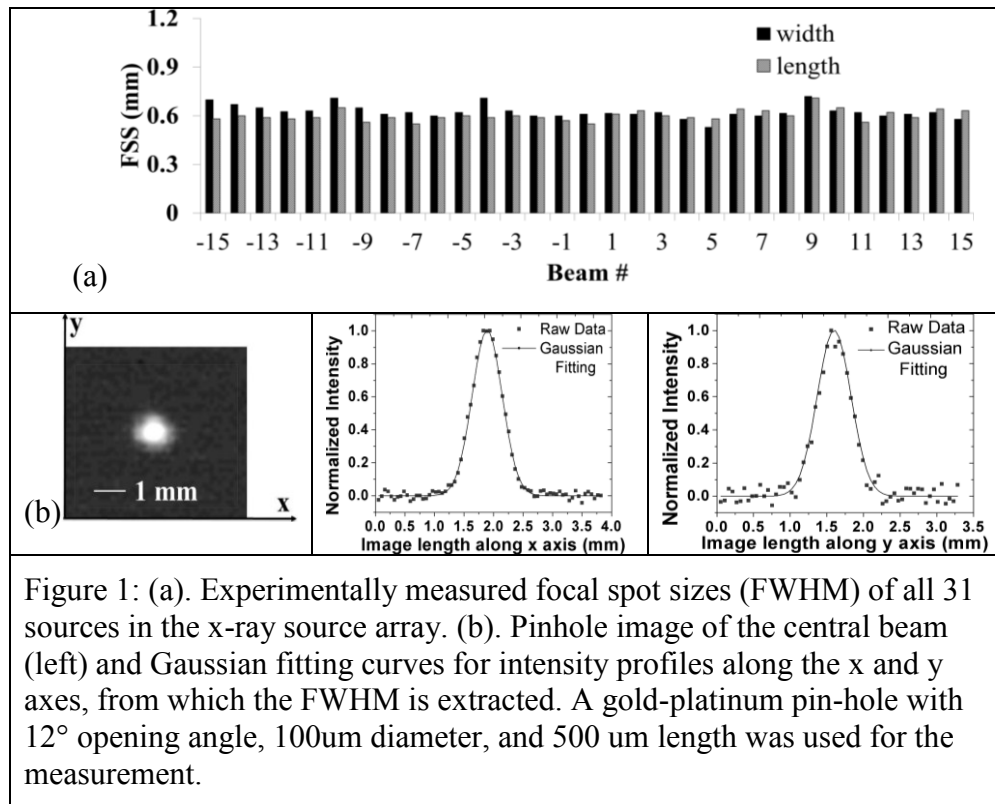 1.2
0.9
0.6
0.3
0
FSS (mm)
width
length
-15 -13 -11 -9 -7 -5 -3 -1 1 3 5 7 9 11 13 15
Beam #
(a)
y
1 mm
x
(b)
Normalized Intensity
1.0
0.8
0.6
0.4
0.2
0.0
Raw Data
Gaussian
Fitting
0.0 0.5 1.0 1.5 2.0 2.5 3.0 3.5 4.0
Image length along x axis (mm)
Normalized Intensity
1.0
0.8
0.6
0.4
0.2
0.0
Raw Data
Gaussian
Fitting
0.0 0.5 1.0 1.5 2.0 2.5 3.0 3.5
Image length along y axis (mm)
Figure 1: (a). Experimentally measured focal spot sizes (FWHM) of all 31
sources in the x-ray source array. (b). Pinhole image of the central beam
(left) and Gaussian fitting curves for intensity profiles along the x and y
axes, from which the FWHM is extracted. A gold-platinum pin-hole with
12° opening angle, 100um diameter, and 500 um length was used for the
measurement.